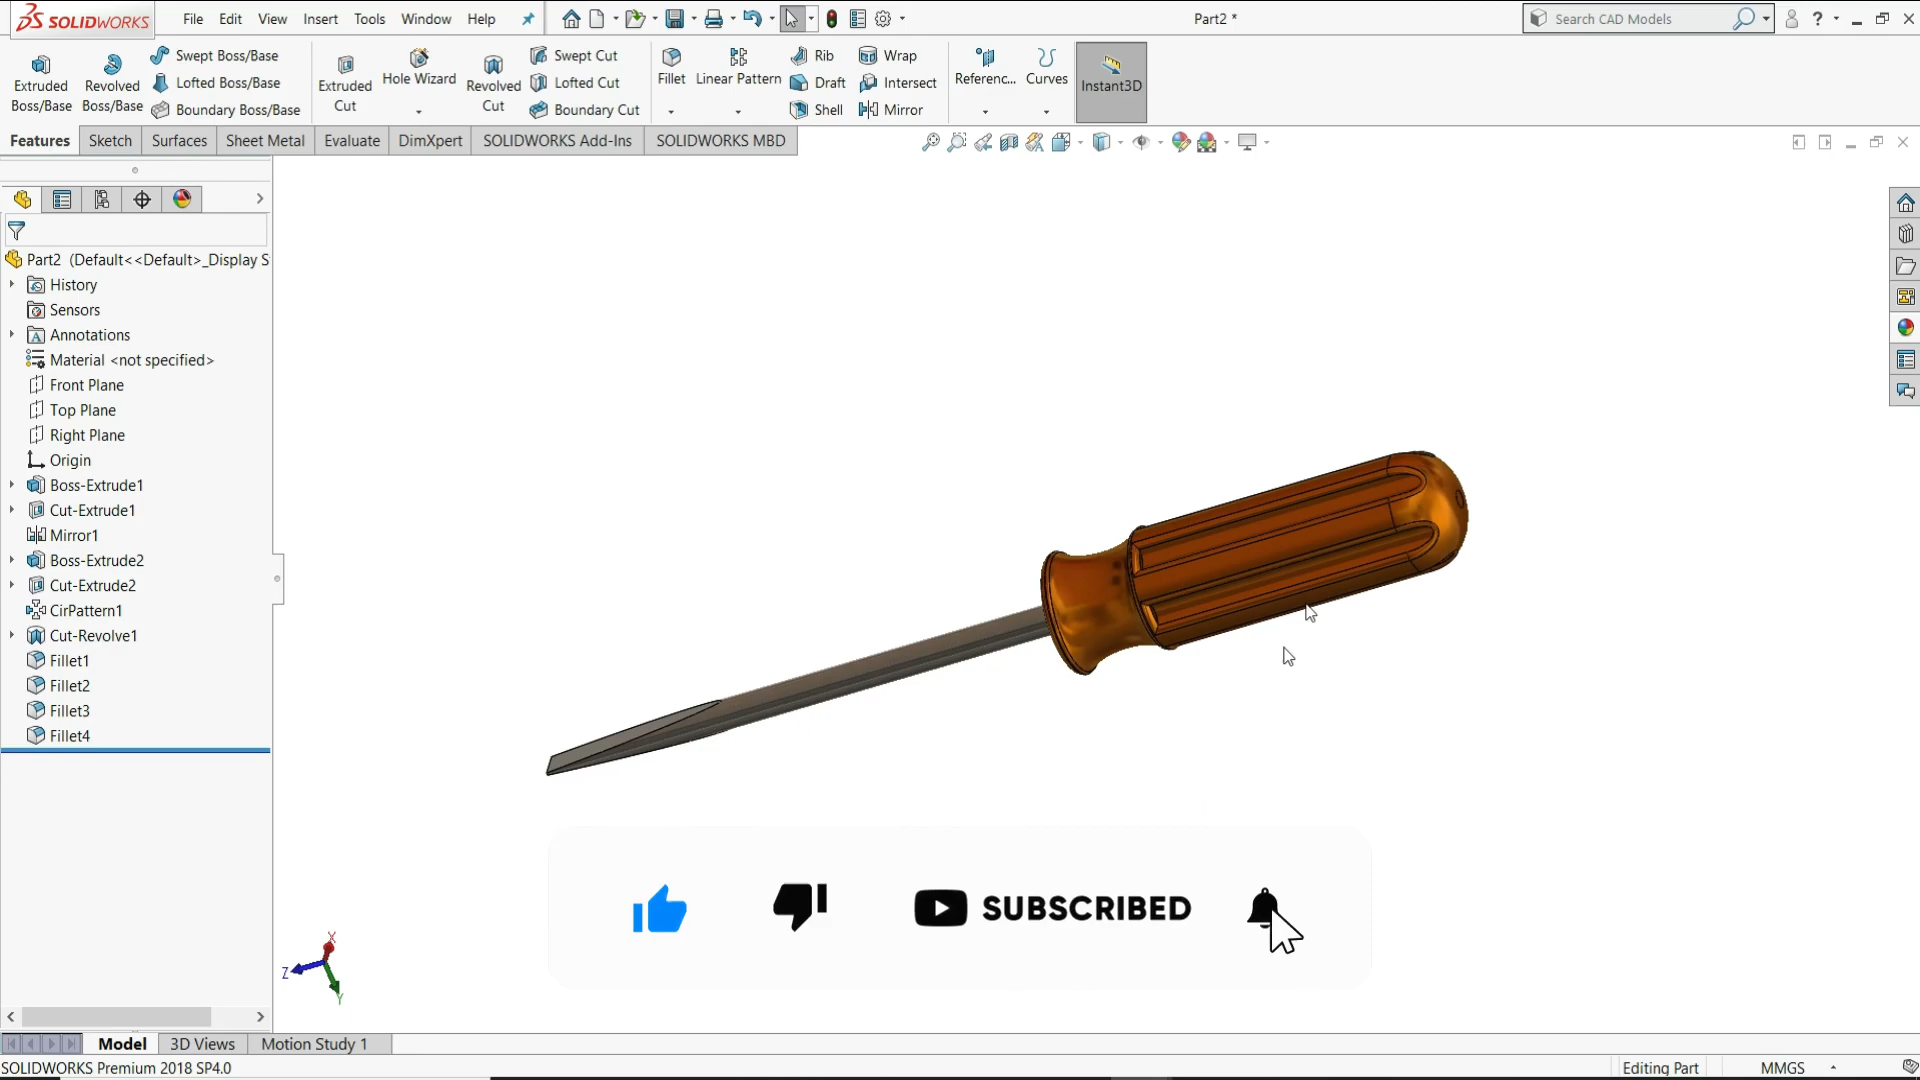 SOLIDWORKS
File Edit View Insert Tools Window Help
Part2 *
Search CAD Models
?
Extruded Boss/Base
Revolved Boss/Base
Swept Boss/Base
Lofted Boss/Base
Boundary Boss/Base
Extruded Cut
Hole Wizard
Revolved Cut
Swept Cut
Lofted Cut
Boundary Cut
Fillet
Linear Pattern
Rib
Draft
Shell
Wrap
Intersect
Mirror
Referenc...
Curves
Instant3D
Features Sketch Surfaces Sheet Metal Evaluate DimXpert SOLIDWORKS Add-Ins SOLIDWORKS MBD
Part2 (Default<<Default>_Display S
History
Sensors
Annotations
Material <not specified>
Front Plane
Top Plane
Right Plane
Origin
Boss-Extrude1
Cut-Extrude1
Mirror1
Boss-Extrude2
Cut-Extrude2
CirPattern1
Cut-Revolve1
Fillet1
Fillet2
Fillet3
Fillet4
SUBSCRIBED
X
Z
Y
Model 3D Views Motion Study 1
SOLIDWORKS Premium 2018 SP4.0
Editing Part MMGS